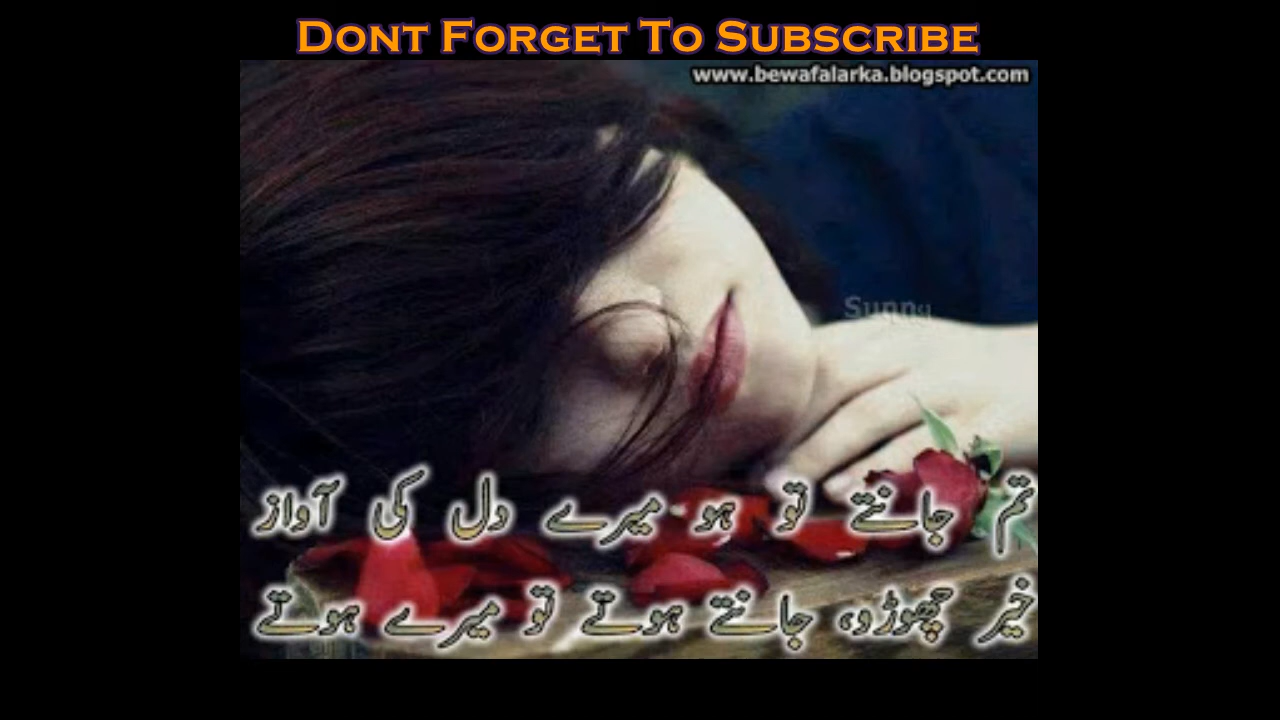 DONT FORGET TO SUBSCRIBE
www.bewafalarka.blogspot.com
Sunny
تم جانتے تو ہو میرے دل کی آواز
خیر چھوڑو، جانتے ہوتے تو میرے ہوتے